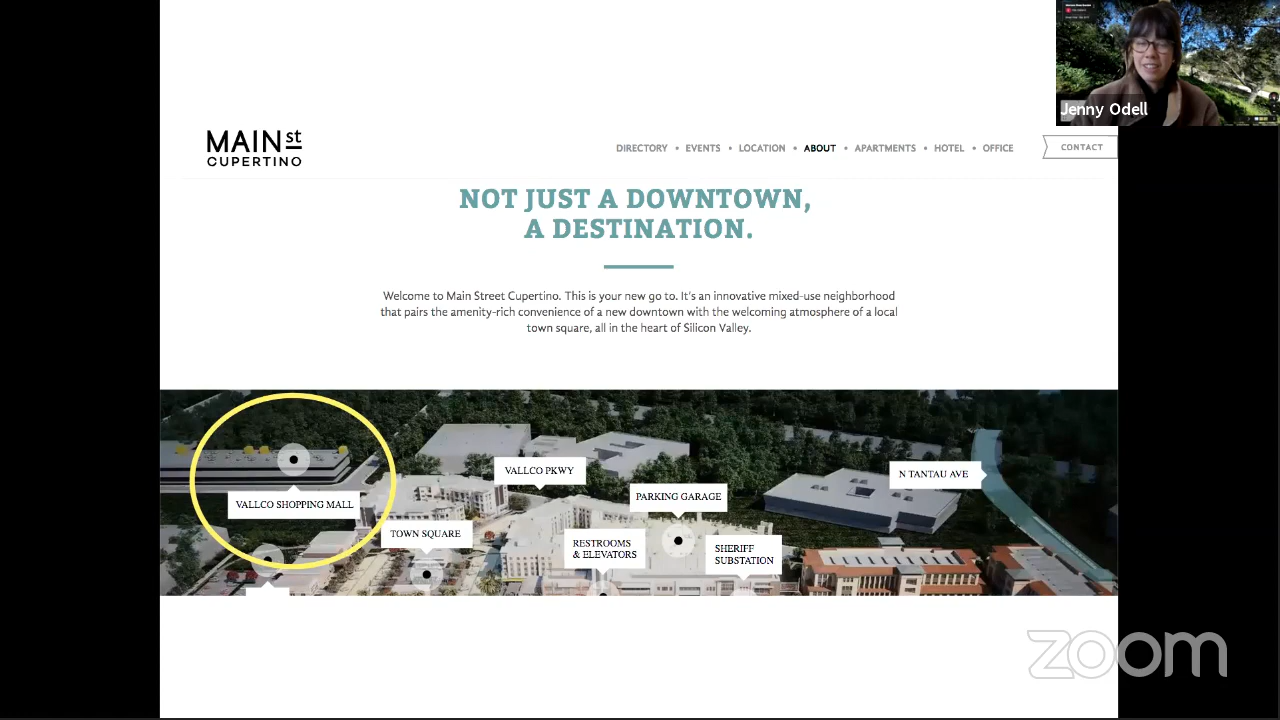 Jenny Odell
MAIN st
CUPERTINO
DIRECTORY • EVENTS • LOCATION • ABOUT • APARTMENTS • HOTEL • OFFICE
CONTACT
NOT JUST A DOWNTOWN,
A DESTINATION.
Welcome to Main Street Cupertino. This is your new go to. It's an innovative mixed-use neighborhood
that pairs the amenity-rich convenience of a new downtown with the welcoming atmosphere of a local
town square, all in the heart of Silicon Valley.
VALLCO PKWY
N TANTAU AVE
PARKING GARAGE
VALLCO SHOPPING MALL
TOWN SQUARE
RESTROOMS
& ELEVATORS
SHERIFF
SUBSTATION
zoom